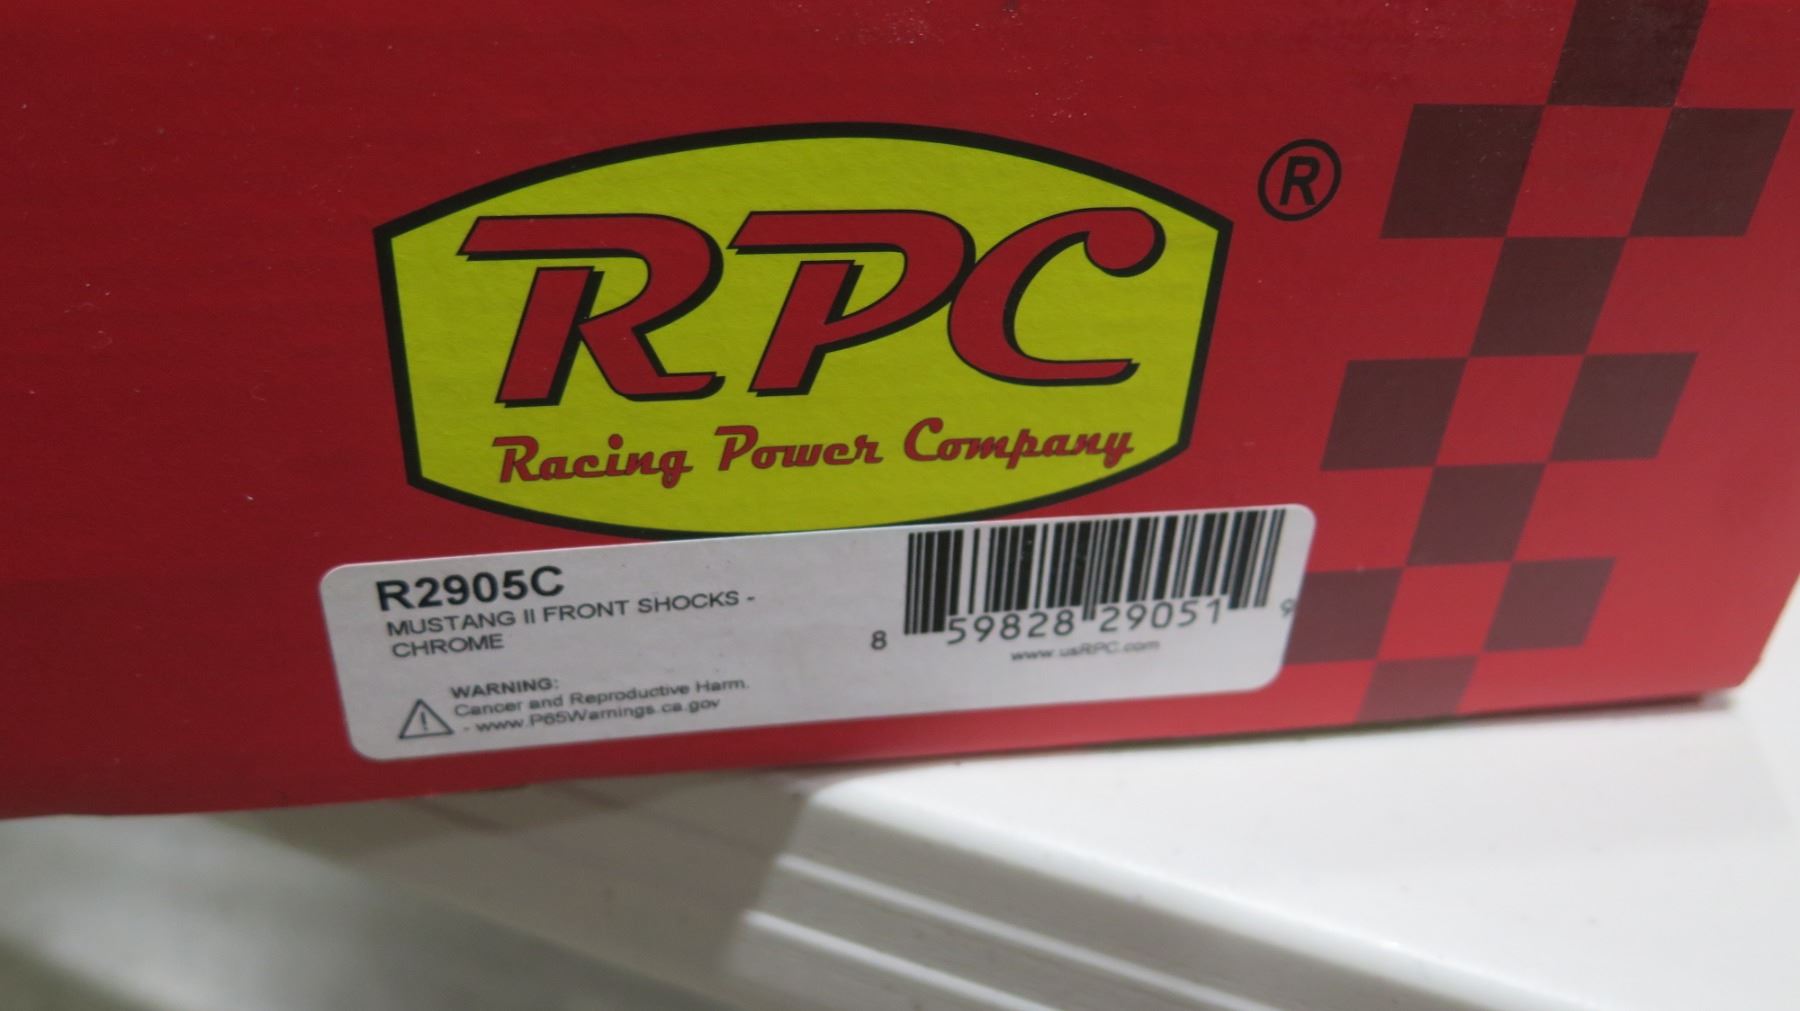 RPC
®
Racing Power Company
R2905C
MUSTANG II FRONT SHOCKS -
CHROME
WARNING:
Cancer and Reproductive Harm.
- www.P65Warnings.ca.gov
8 59828 29051 9
www.usRPC.com